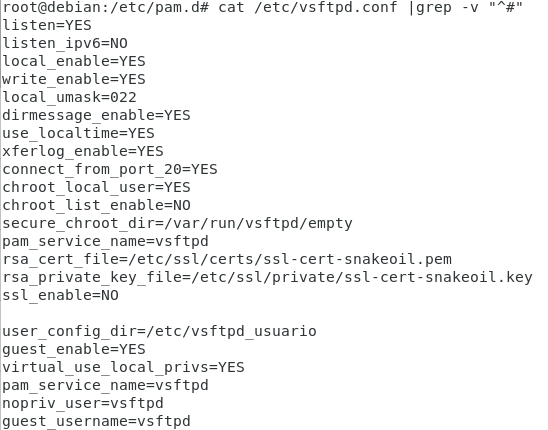 root@debian:/etc/pam.d# cat /etc/vsftpd.conf |grep -v "^#"
listen=YES
listen_ipv6=NO
local_enable=YES
write_enable=YES
local_umask=022
dirmessage_enable=YES
use_localtime=YES
xferlog_enable=YES
connect_from_port_20=YES
chroot_local_user=YES
chroot_list_enable=NO
secure_chroot_dir=/var/run/vsftpd/empty
pam_service_name=vsftpd
rsa_cert_file=/etc/ssl/certs/ssl-cert-snakeoil.pem
rsa_private_key_file=/etc/ssl/private/ssl-cert-snakeoil.key
ssl_enable=NO
user_config_dir=/etc/vsftpd_usuario
guest_enable=YES
virtual_use_local_privs=YES
pam_service_name=vsftpd
nopriv_user=vsftpd
guest_username=vsftpd